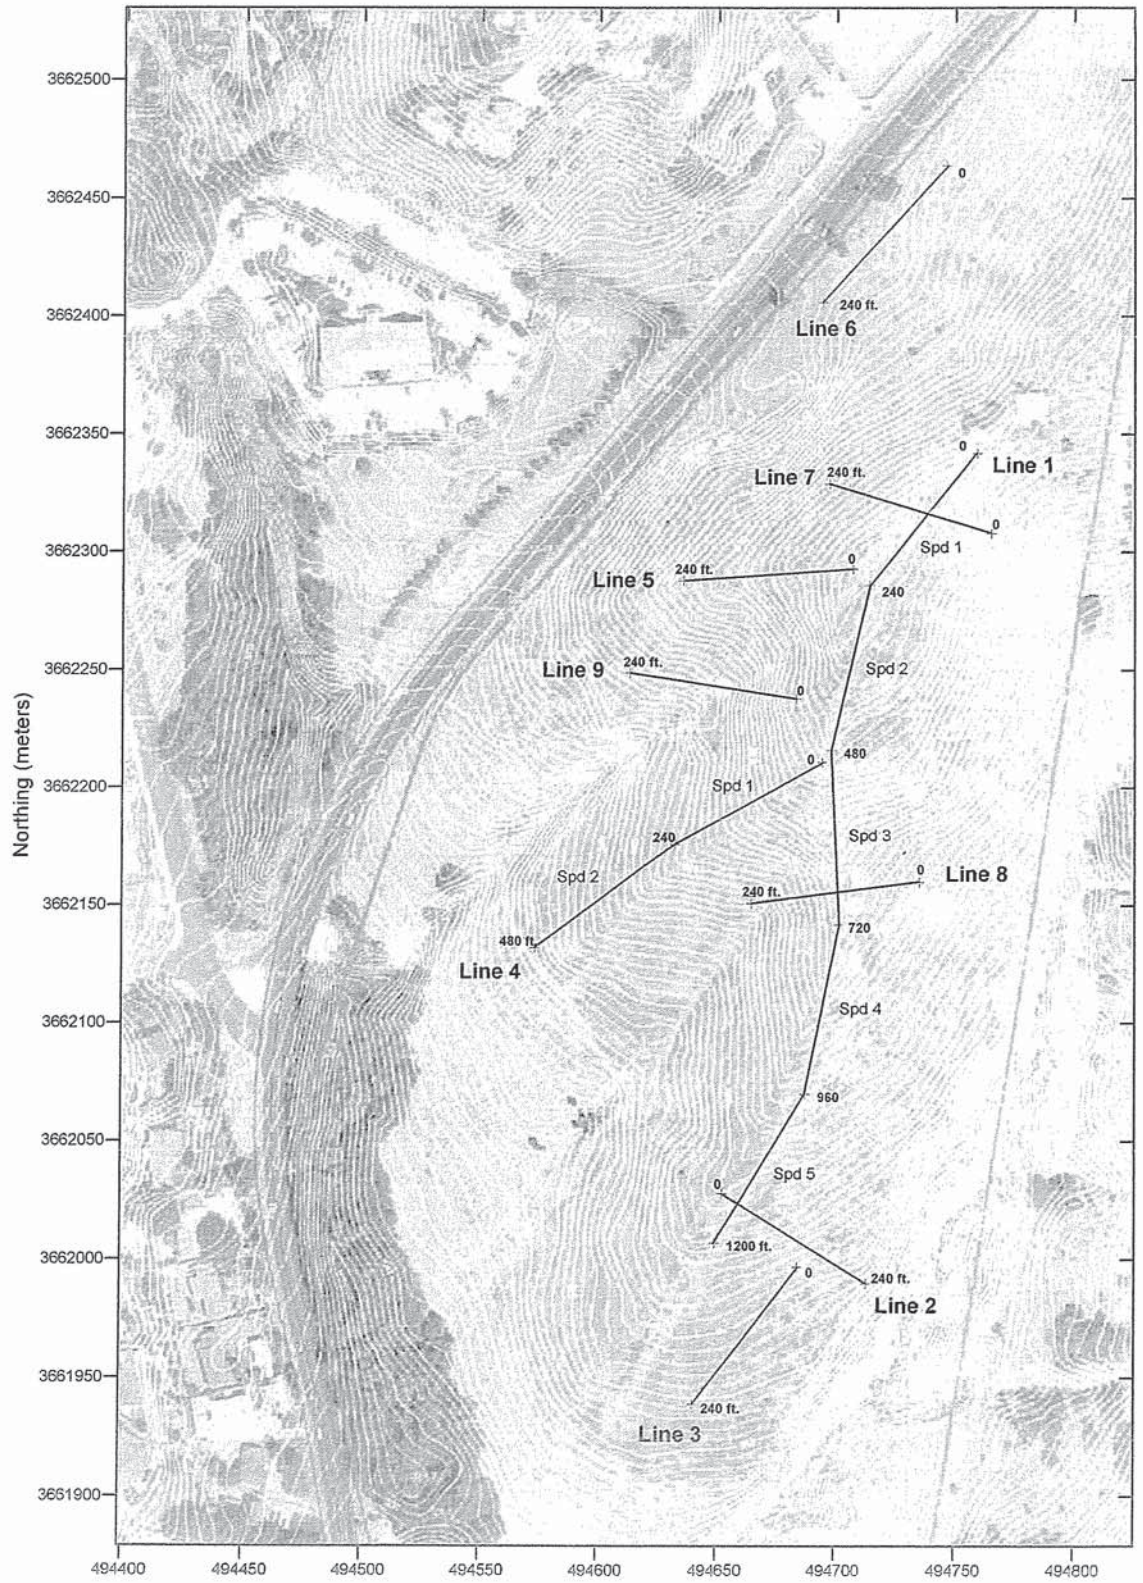 3662500
0
3662450
240 ft.
3662400
Line 6
3662350
0
Line 7
240 ft.
Line 1
0
3662300
Spd 1
0
Line 5
240 ft.
240
3662250
Line 9
240 ft.
Spd 2
0
480
0
3662200
Spd 1
Northing (meters)
240
Spd 3
Spd 2
0
Line 8
240 ft.
3662150
480 ft.
720
Line 4
3662100
Spd 4
960
3662050
0
Spd 5
3662000
1200 ft.
0
240 ft.
Line 2
3661950
240 ft.
Line 3
3661900
494400
494450
494500
494550
494600
494650
494700
494750
494800